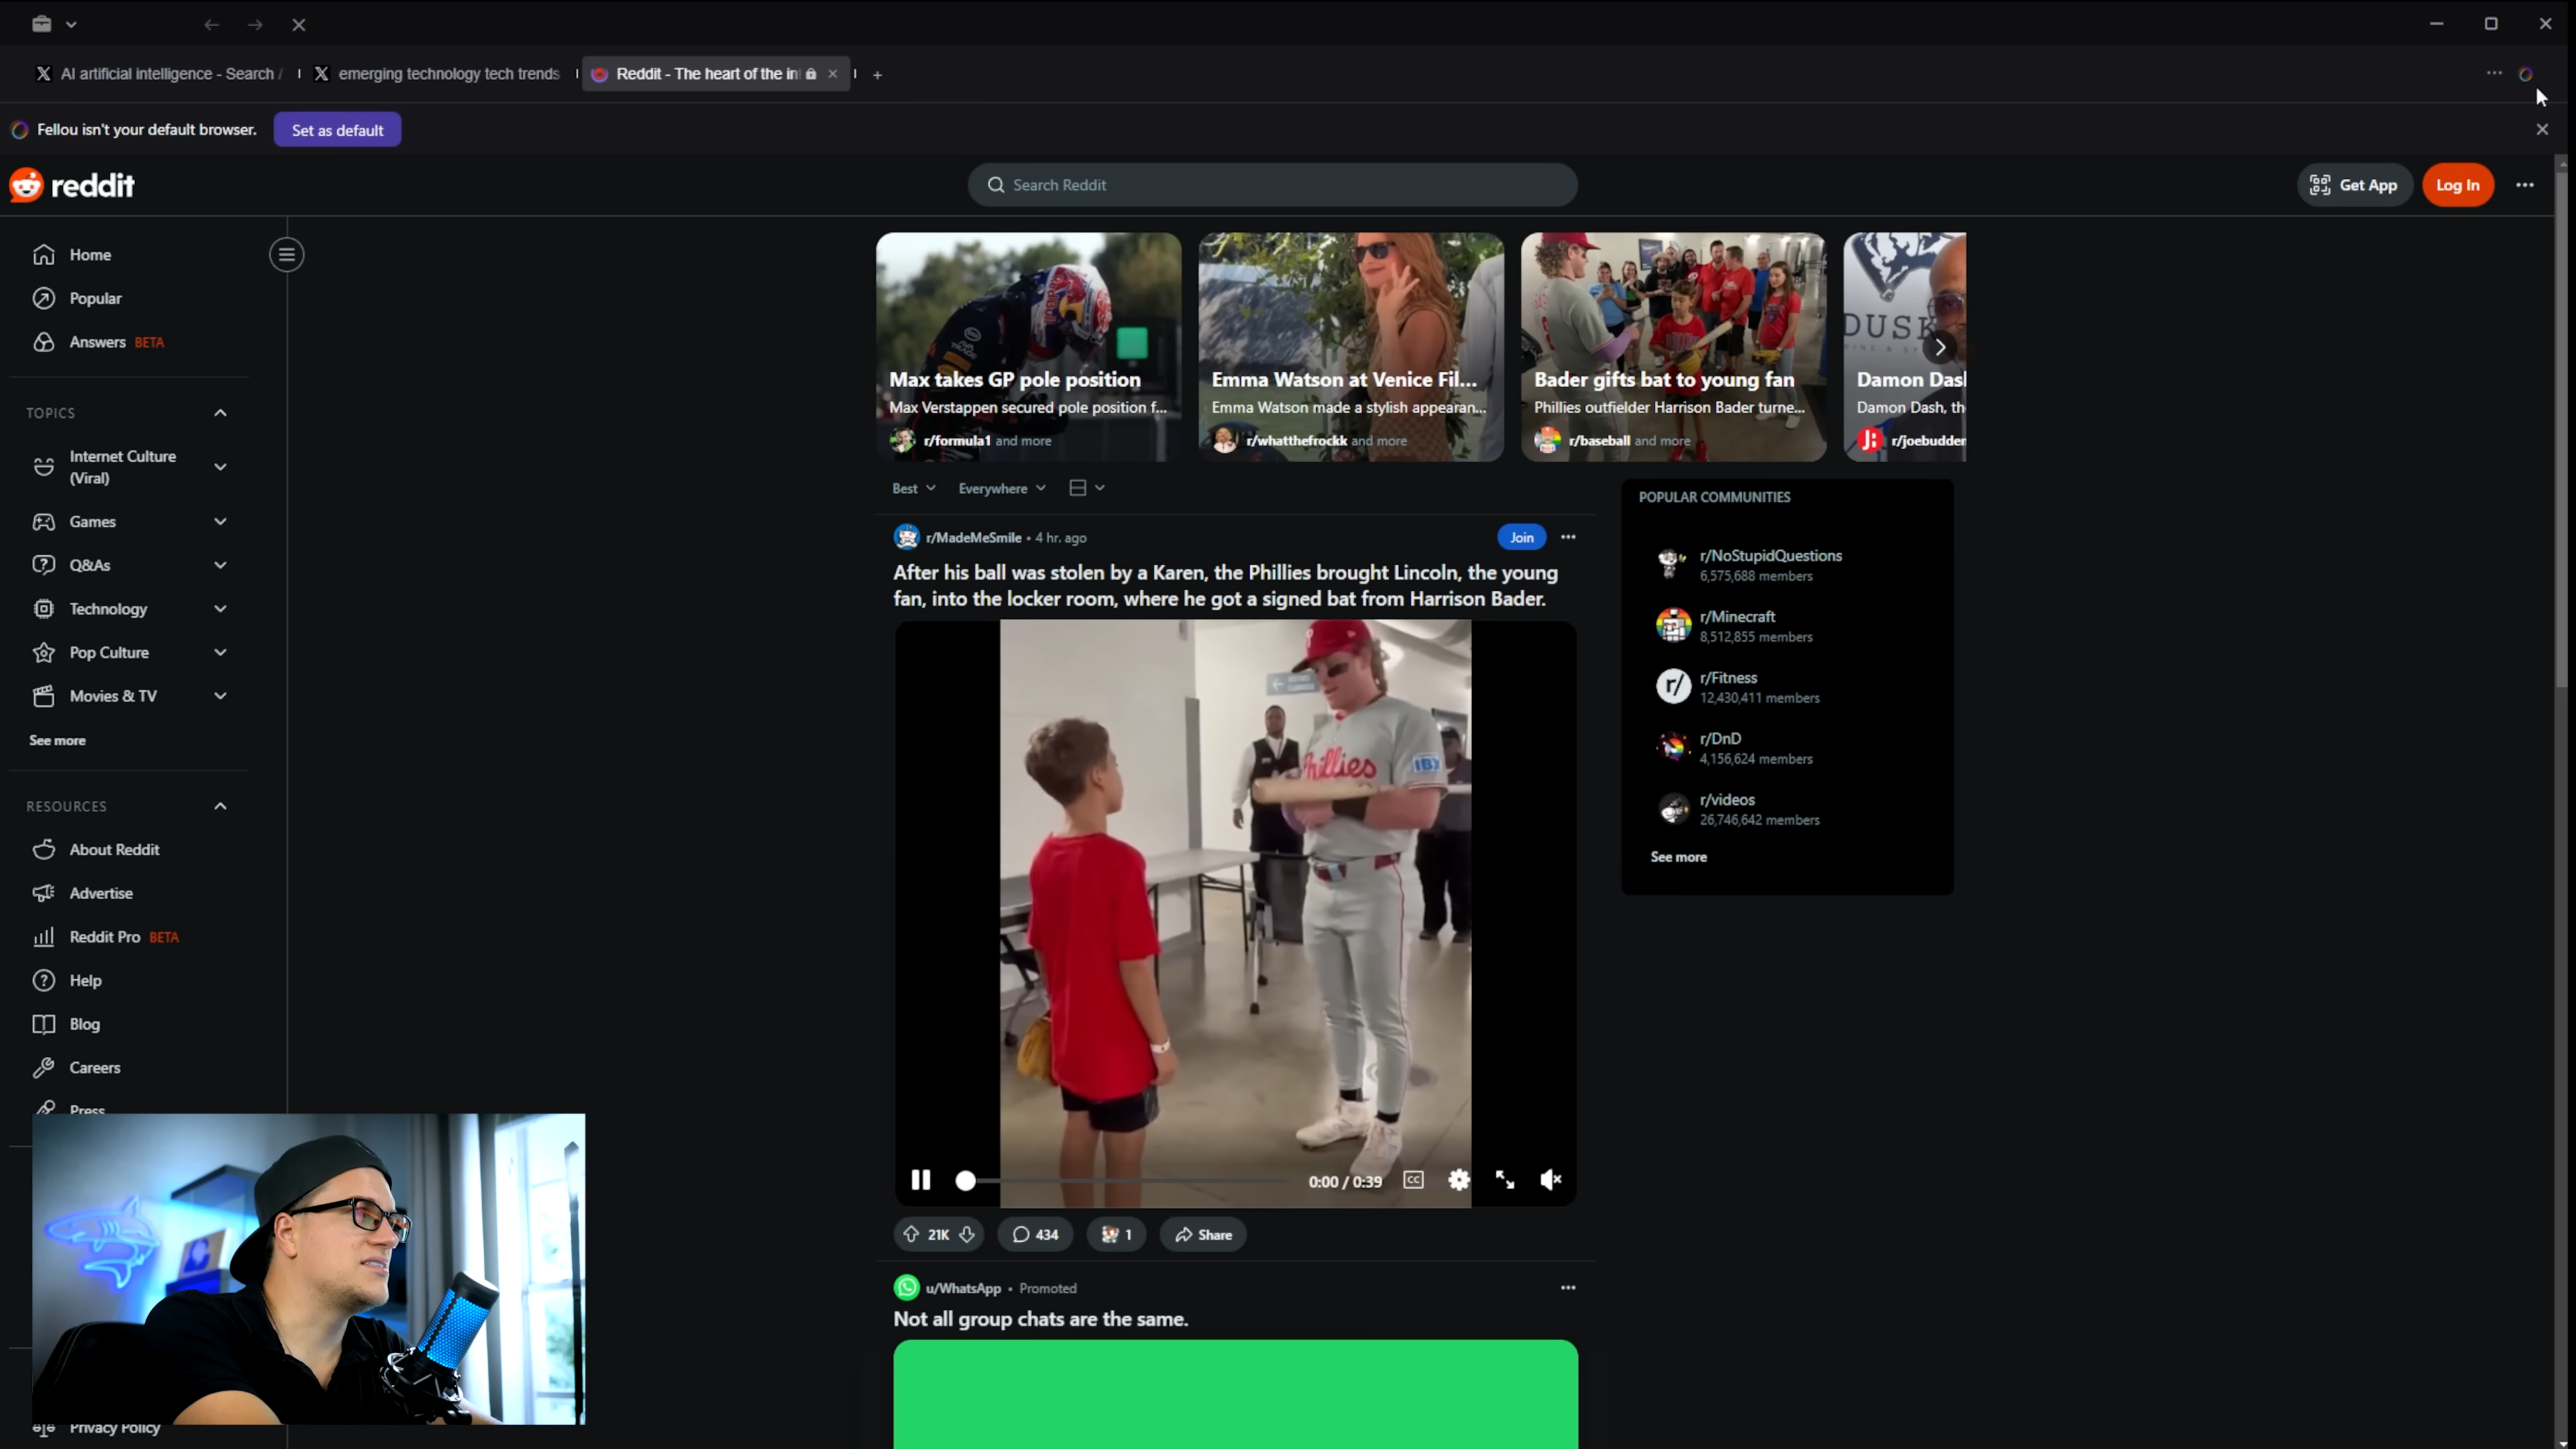 AI artificial intelligence - Search /
emerging technology tech trends
Reddit - The heart of the in
Fellou isn't your default browser.
Set as default
reddit
Search Reddit
Get App
Log In
Home
Popular
Answers BETA
TOPICS
Internet Culture
(Viral)
Games
Q&As
Technology
Pop Culture
Movies & TV
See more
RESOURCES
About Reddit
Advertise
Reddit Pro BETA
Help
Blog
Careers
Press
Privacy Policy
Max takes GP pole position
Max Verstappen secured pole position f...
r/formula1 and more
Emma Watson at Venice Fil...
Emma Watson made a stylish appearan...
r/whatthefrockk and more
Bader gifts bat to young fan
Phillies outfielder Harrison Bader turne...
r/baseball and more
DUSK
Damon Dash
Damon Dash, th
r/joebudden
Best
Everywhere
r/MadeMeSmile • 4 hr. ago
Join
After his ball was stolen by a Karen, the Phillies brought Lincoln, the young
fan, into the locker room, where he got a signed bat from Harrison Bader.
Phillies
IBX
0:00 / 0:39
CC
21K
434
1
Share
u/WhatsApp • Promoted
Not all group chats are the same.
POPULAR COMMUNITIES
r/NoStupidQuestions
6,575,688 members
r/Minecraft
8,512,855 members
r/
r/Fitness
12,430,411 members
r/DnD
4,156,624 members
r/videos
26,746,642 members
See more